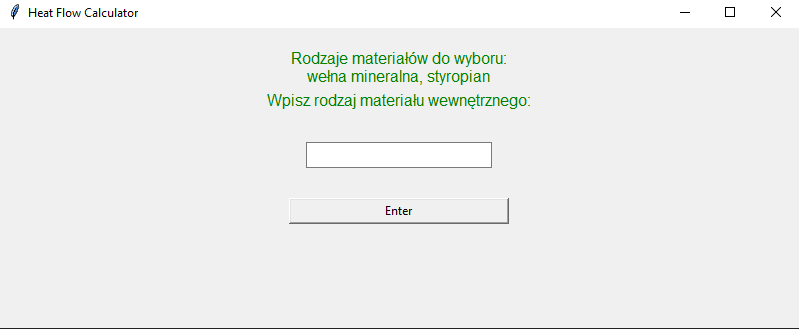 Heat Flow Calculator
Rodzaje materiałów do wyboru:
wełna mineralna, styropian
Wpisz rodzaj materiału wewnętrznego:
Enter